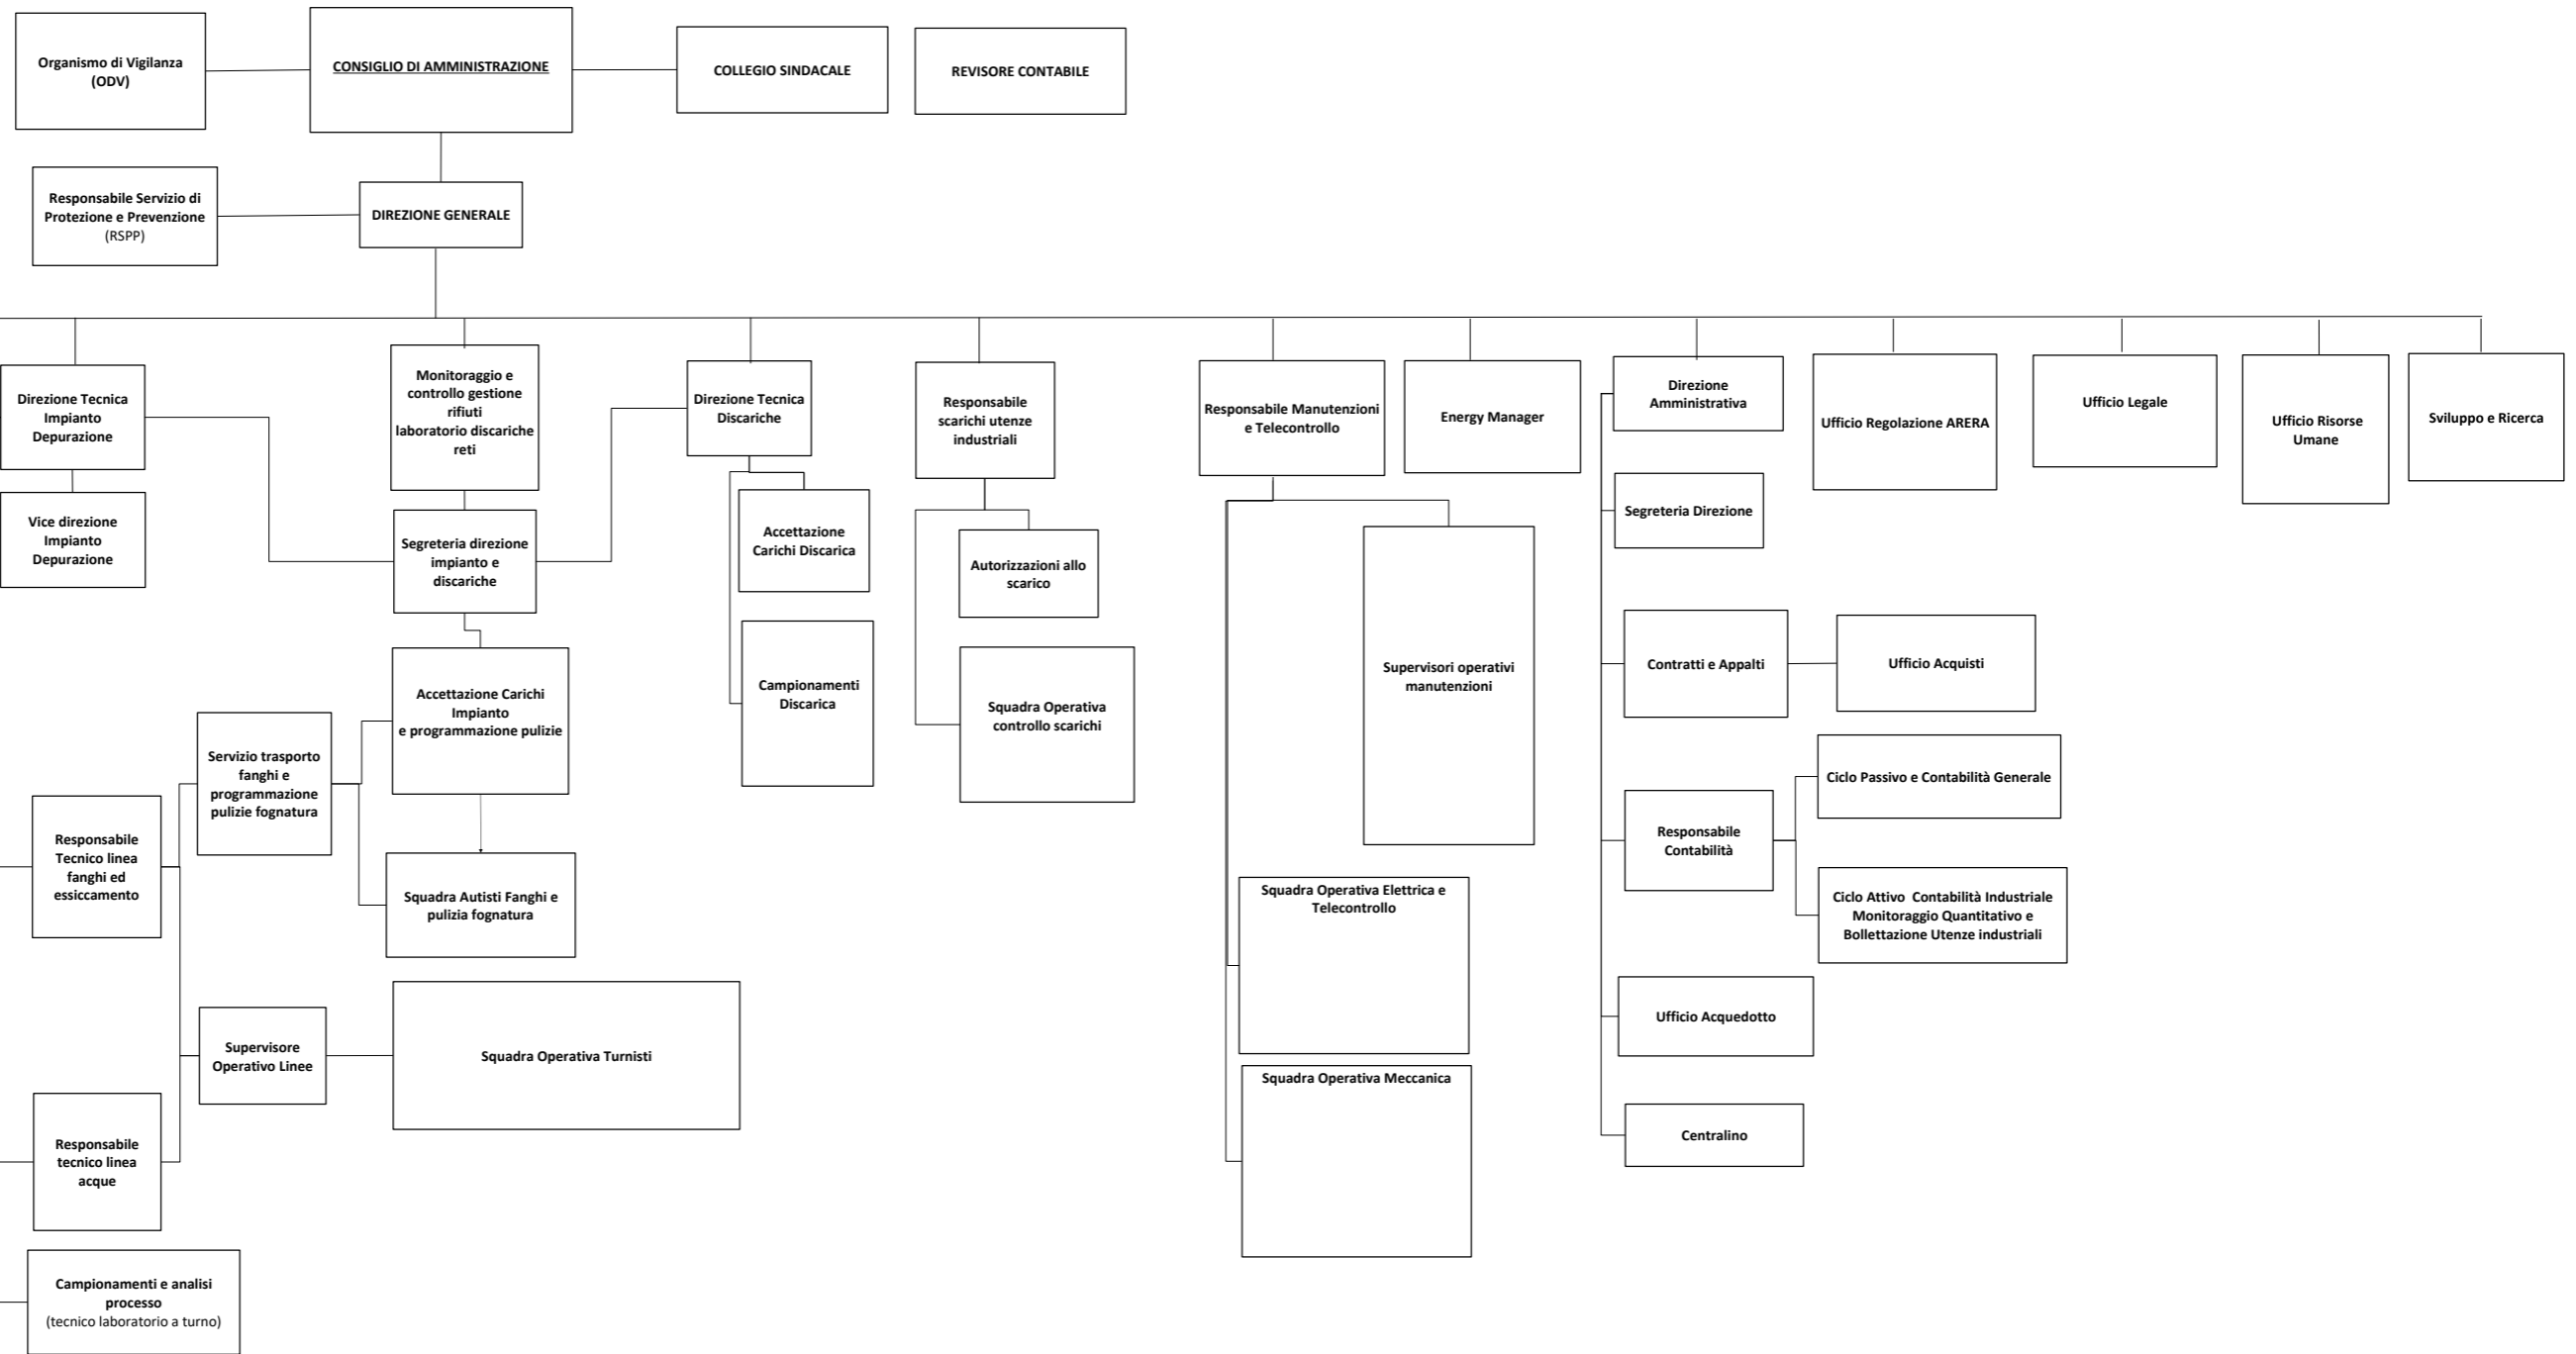 Organismo di Vigilanza
(ODV)
CONSIGLIO DI AMMINISTRAZIONE
COLLEGIO SINDACALE
REVISORE CONTABILE
Responsabile Servizio di
Protezione e Prevenzione
(RSPP)
DIREZIONE GENERALE
Direzione Tecnica
Impianto
Depurazione
Monitoraggio e
controllo gestione
rifiuti
laboratorio discariche
reti
Direzione Tecnica
Discariche
Responsabile
scarichi utenze
industriali
Responsabile Manutenzioni
e Telecontrollo
Energy Manager
Direzione
Amministrativa
Ufficio Regolazione ARERA
Ufficio Legale
Ufficio Risorse
Umane
Sviluppo e Ricerca
Vice direzione
Impianto
Depurazione
Segreteria direzione
impianto e
discariche
Accettazione
Carichi Discarica
Autorizzazioni allo
scarico
Segreteria Direzione
Accettazione Carichi
Impianto
e programmazione pulizie
Campionamenti
Discarica
Squadra Operativa
controllo scarichi
Supervisori operativi
manutenzioni
Contratti e Appalti
Ufficio Acquisti
Servizio trasporto
fanghi e
programmazione
pulizie fognatura
Ciclo Passivo e Contabilità Generale
Responsabile
Tecnico linea
fanghi ed
essiccamento
Responsabile
Contabilità
Squadra Autisti Fanghi e
pulizia fognatura
Squadra Operativa Elettrica e
Telecontrollo
Ciclo Attivo  Contabilità Industriale
Monitoraggio Quantitativo e
Bollettazione Utenze industriali
Supervisore
Operativo Linee
Squadra Operativa Turnisti
Ufficio Acquedotto
Squadra Operativa Meccanica
Responsabile
tecnico linea
acque
Centralino
Campionamenti e analisi
processo
(tecnico laboratorio a turno)